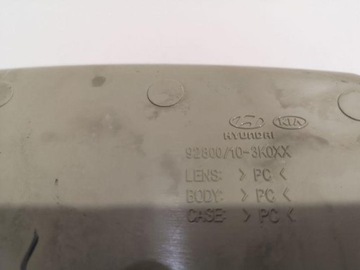 HYUNDAI KIA
92800/10-3K0XX
LENS: > PC <
BODY: > PC <
CASE: > PC <